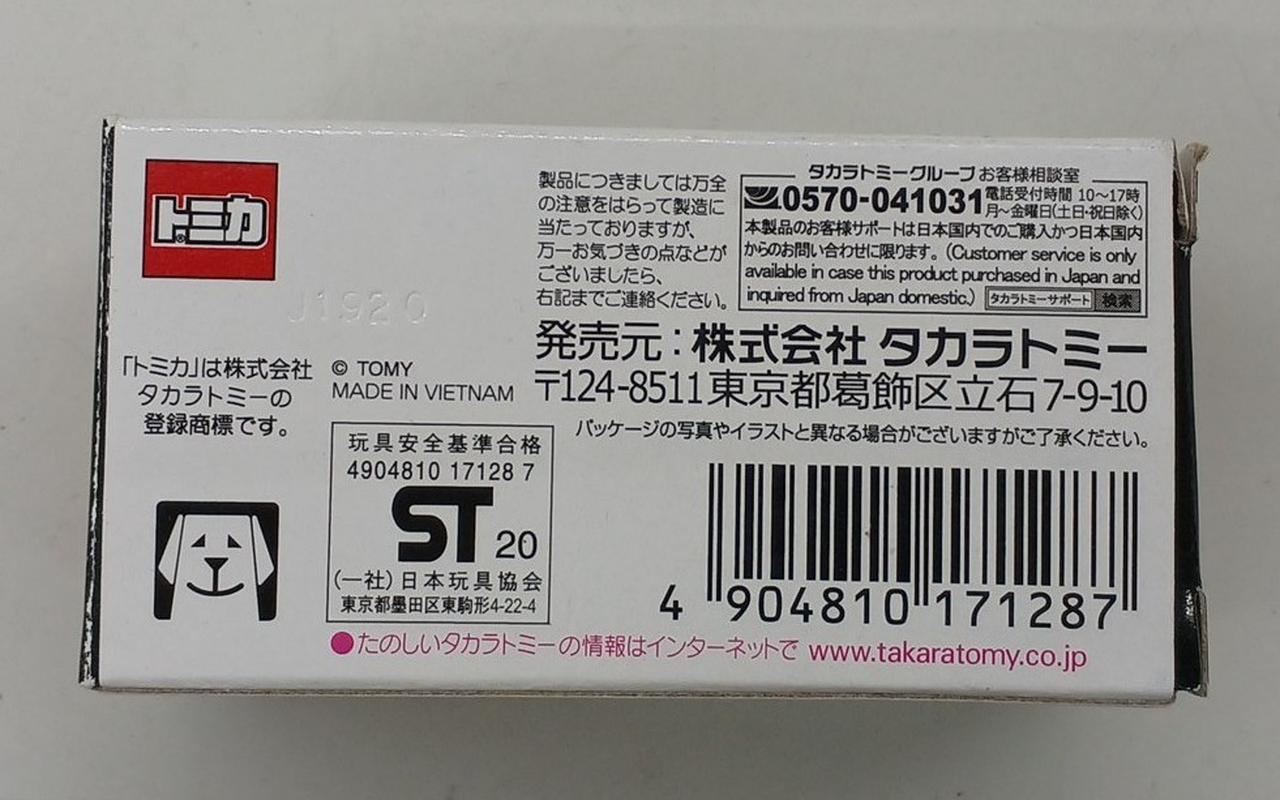 トミカ®
J1920
「トミカ」は株式会社
タカラトミーの
登録商標です。
© TOMY
MADE IN VIETNAM
玩具安全基準合格
4904810 17128 7
ST 20
(一社)日本玩具協会
東京都墨田区東駒形4-22-4
製品につきましては万全
の注意をはらって製造に
当たっておりますが、
万一お気づきの点などが
ございましたら、
右記までご連絡ください。
タカラトミーグループ お客様相談室
0570-041031 電話受付時間 10〜17時
月〜金曜日(土日・祝日除く)
本製品のお客様サポートは日本国内でのご購入かつ日本国内
からのお問い合わせに限ります。(Customer service is only
available in case this product purchased in Japan and
inquired from Japan domestic.) タカラトミーサポート 検索
発売元:株式会社 タカラトミー
〒124-8511 東京都葛飾区立石7-9-10
パッケージの写真やイラストと異なる場合がございますがご了承ください。
4 904810 171287
●たのしいタカラトミーの情報はインターネットで www.takaratomy.co.jp